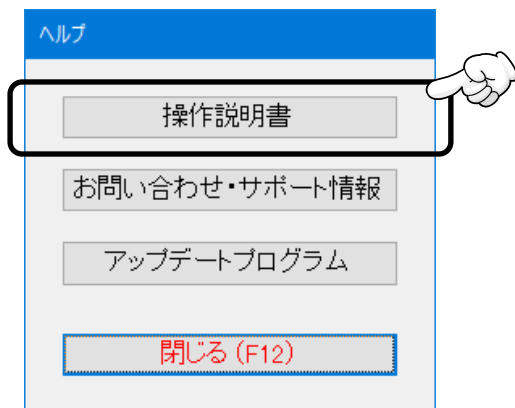 ヘルプ
操作説明書
お問い合わせ・サポート情報
アップデートプログラム
閉じる(F12)